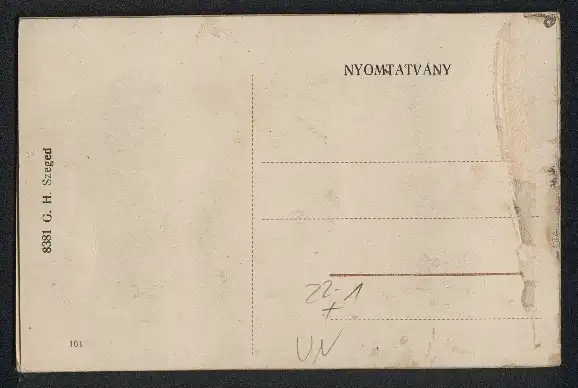 NYOMTATVÁNY
8381 G. H. Szeged
22-1
+
UN
161